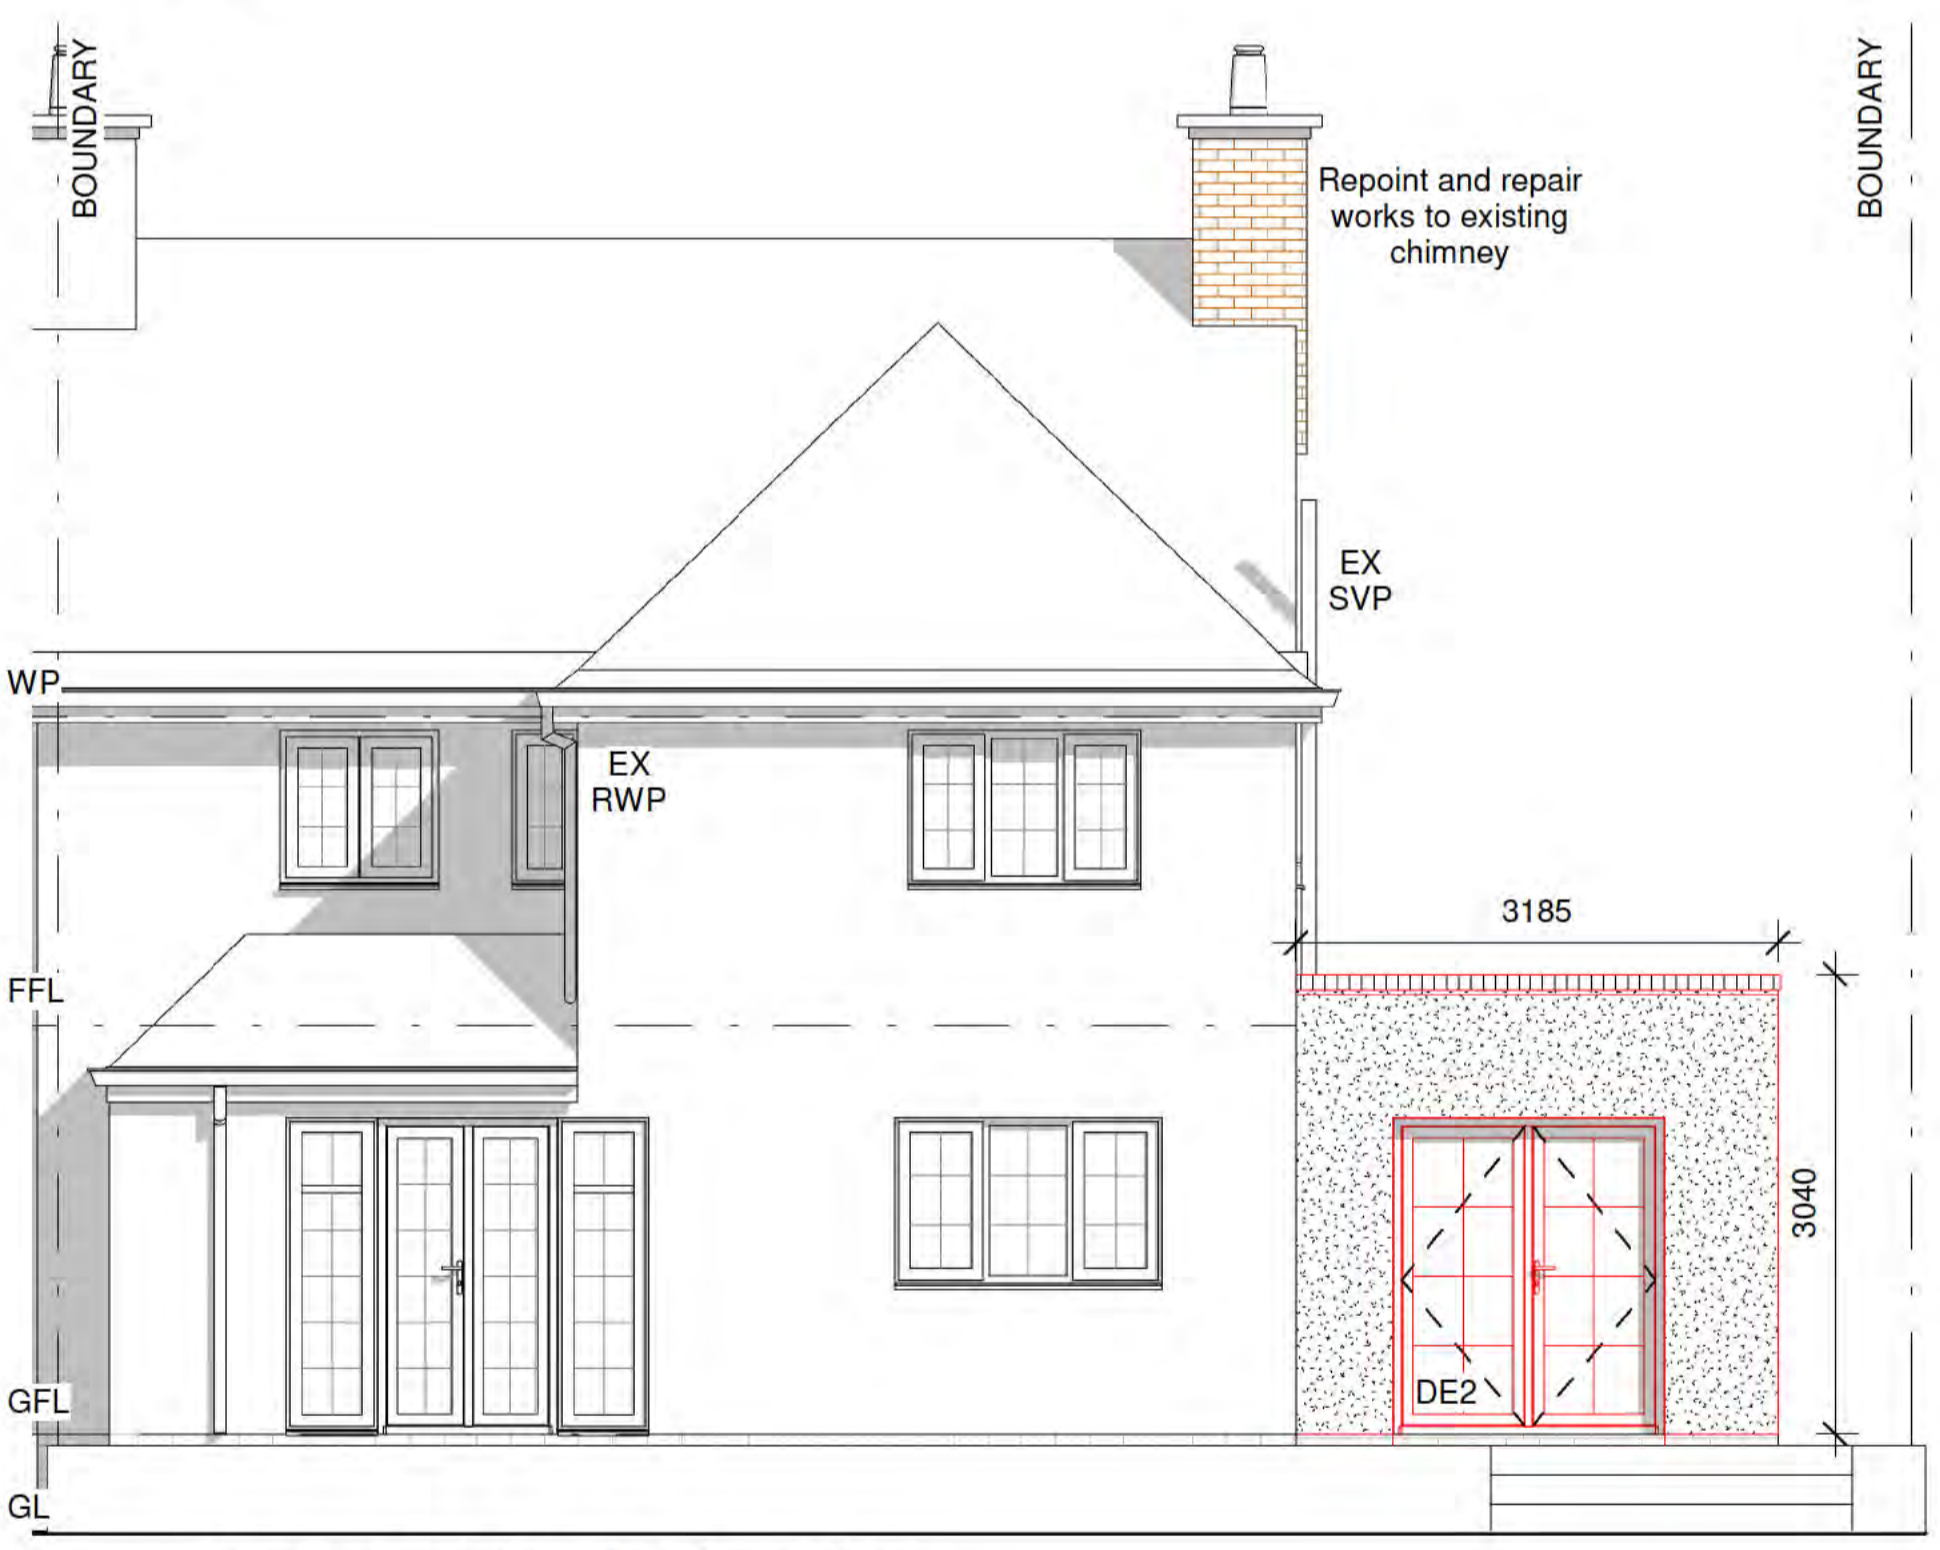 BOUNDARY
BOUNDARY
Repoint and repair
works to existing
chimney
EX
SVP
WP
EX
RWP
3185
FFL
3040
GFL
DE2
GL